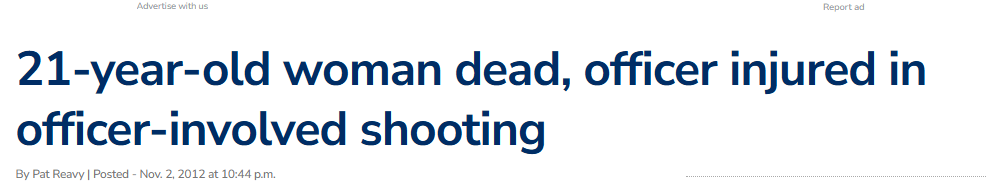 Advertise with us
Report ad
21-year-old woman dead, officer injured in
officer-involved shooting
By Pat Reavy | Posted - Nov. 2, 2012 at 10:44 p.m.